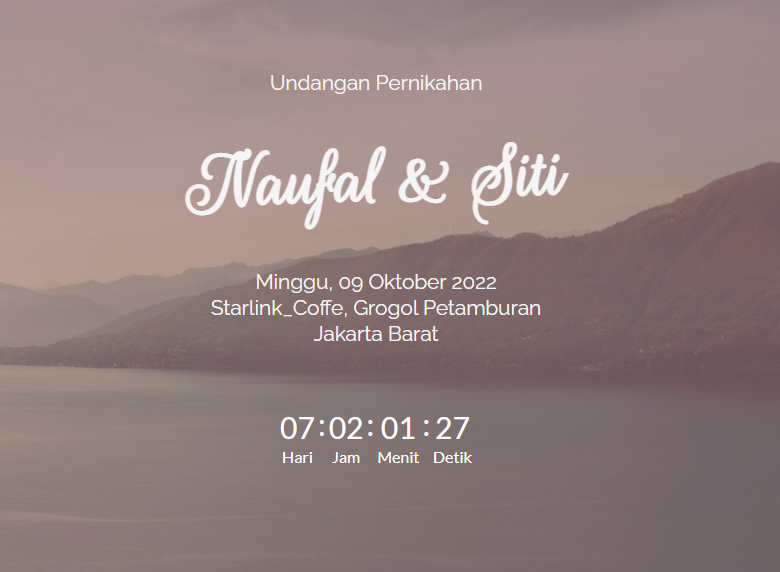 Undangan Pernikahan
Naufal & Siti
Minggu, 09 Oktober 2022
Starlink_Coffe, Grogol Petamburan
Jakarta Barat
07:02:01:27
Hari Jam Menit Detik